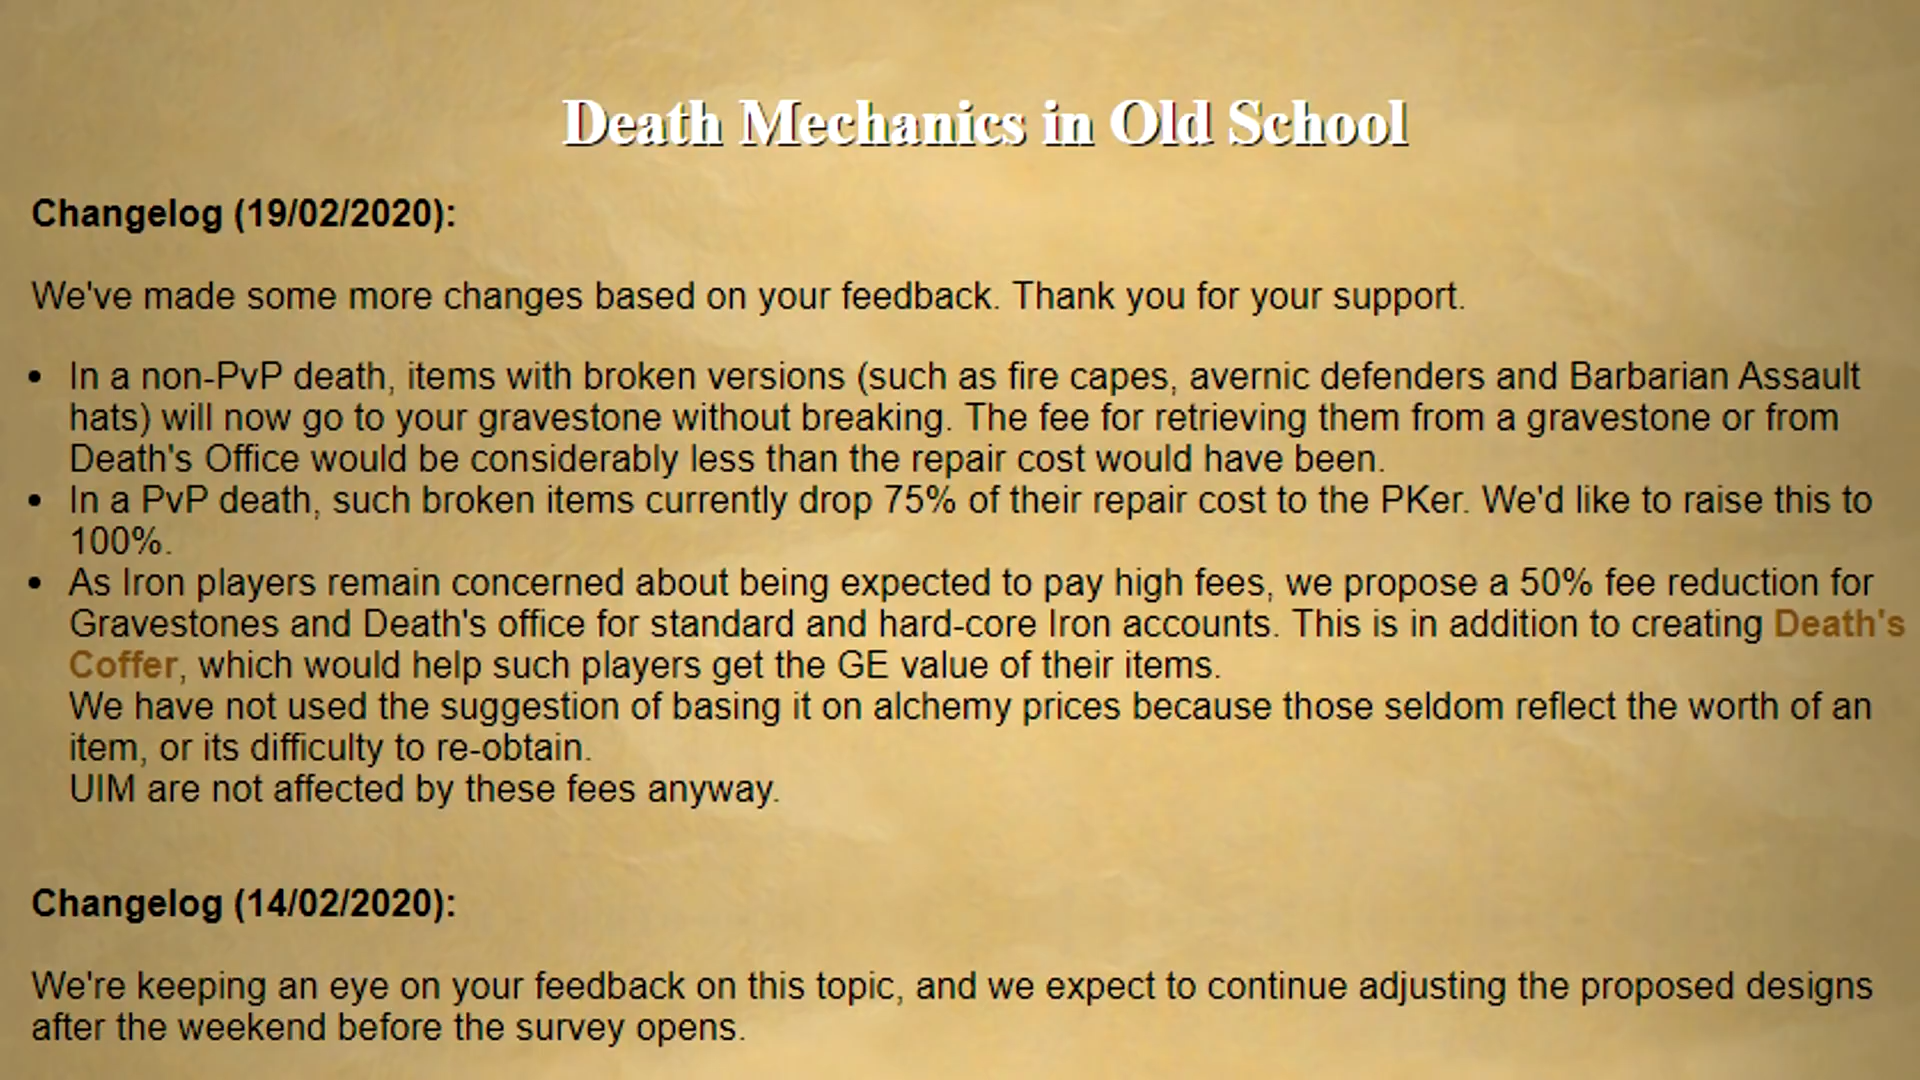 Death Mechanics in Old School
Changelog (19/02/2020):
We've made some more changes based on your feedback. Thank you for your support.
• In a non-PvP death, items with broken versions (such as fire capes, avernic defenders and Barbarian Assault
hats) will now go to your gravestone without breaking. The fee for retrieving them from a gravestone or from
Death's Office would be considerably less than the repair cost would have been.
• In a PvP death, such broken items currently drop 75% of their repair cost to the PKer. We'd like to raise this to
100%.
• As Iron players remain concerned about being expected to pay high fees, we propose a 50% fee reduction for
Gravestones and Death's office for standard and hard-core Iron accounts. This is in addition to creating Death's
Coffer, which would help such players get the GE value of their items.
We have not used the suggestion of basing it on alchemy prices because those seldom reflect the worth of an
item, or its difficulty to re-obtain.
UIM are not affected by these fees anyway.
Changelog (14/02/2020):
We're keeping an eye on your feedback on this topic, and we expect to continue adjusting the proposed designs
after the weekend before the survey opens.